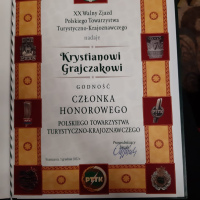 XX Walny Zjazd
Polskiego Towarzystwa
Turystyczno-Krajoznawczego
nadaje
Krystianowi
Grajczakowi
GODNOŚĆ
CZŁONKA
HONOROWEGO
POLSKIEGO TOWARZYSTWA
TURYSTYCZNO-KRAJOZNAWCZEGO
PTTK